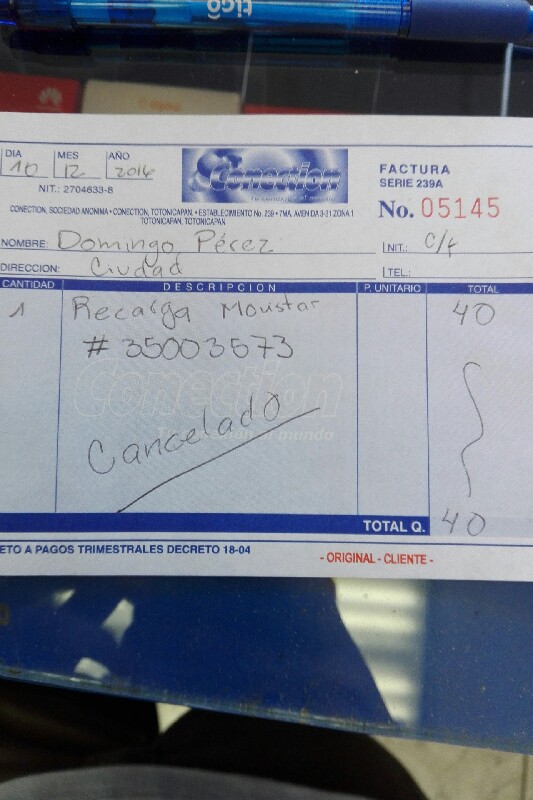 tigo
DIA MES AÑO
10 12 2016
NIT.: 2704633-8
Conection
FACTURA
SERIE 239A
No. 05145
CONECTION, SOCIEDAD ANONIMA • CONECTION, TOTONICAPAN. • ESTABLECIMIENTO No. 239 • 7MA. AVENIDA 3-31 ZONA 1
TOTONICAPAN, TOTONICAPAN
NOMBRE: Domingo Pérez NIT.: C/f
DIRECCION: Ciudad TEL.:
CANTIDAD DESCRIPCION P. UNITARIO TOTAL
1 Recarga Movistar 40
# 35003573
Conection
Cancelado
TOTAL Q. 40
ETO A PAGOS TRIMESTRALES DECRETO 18-04
- ORIGINAL - CLIENTE -